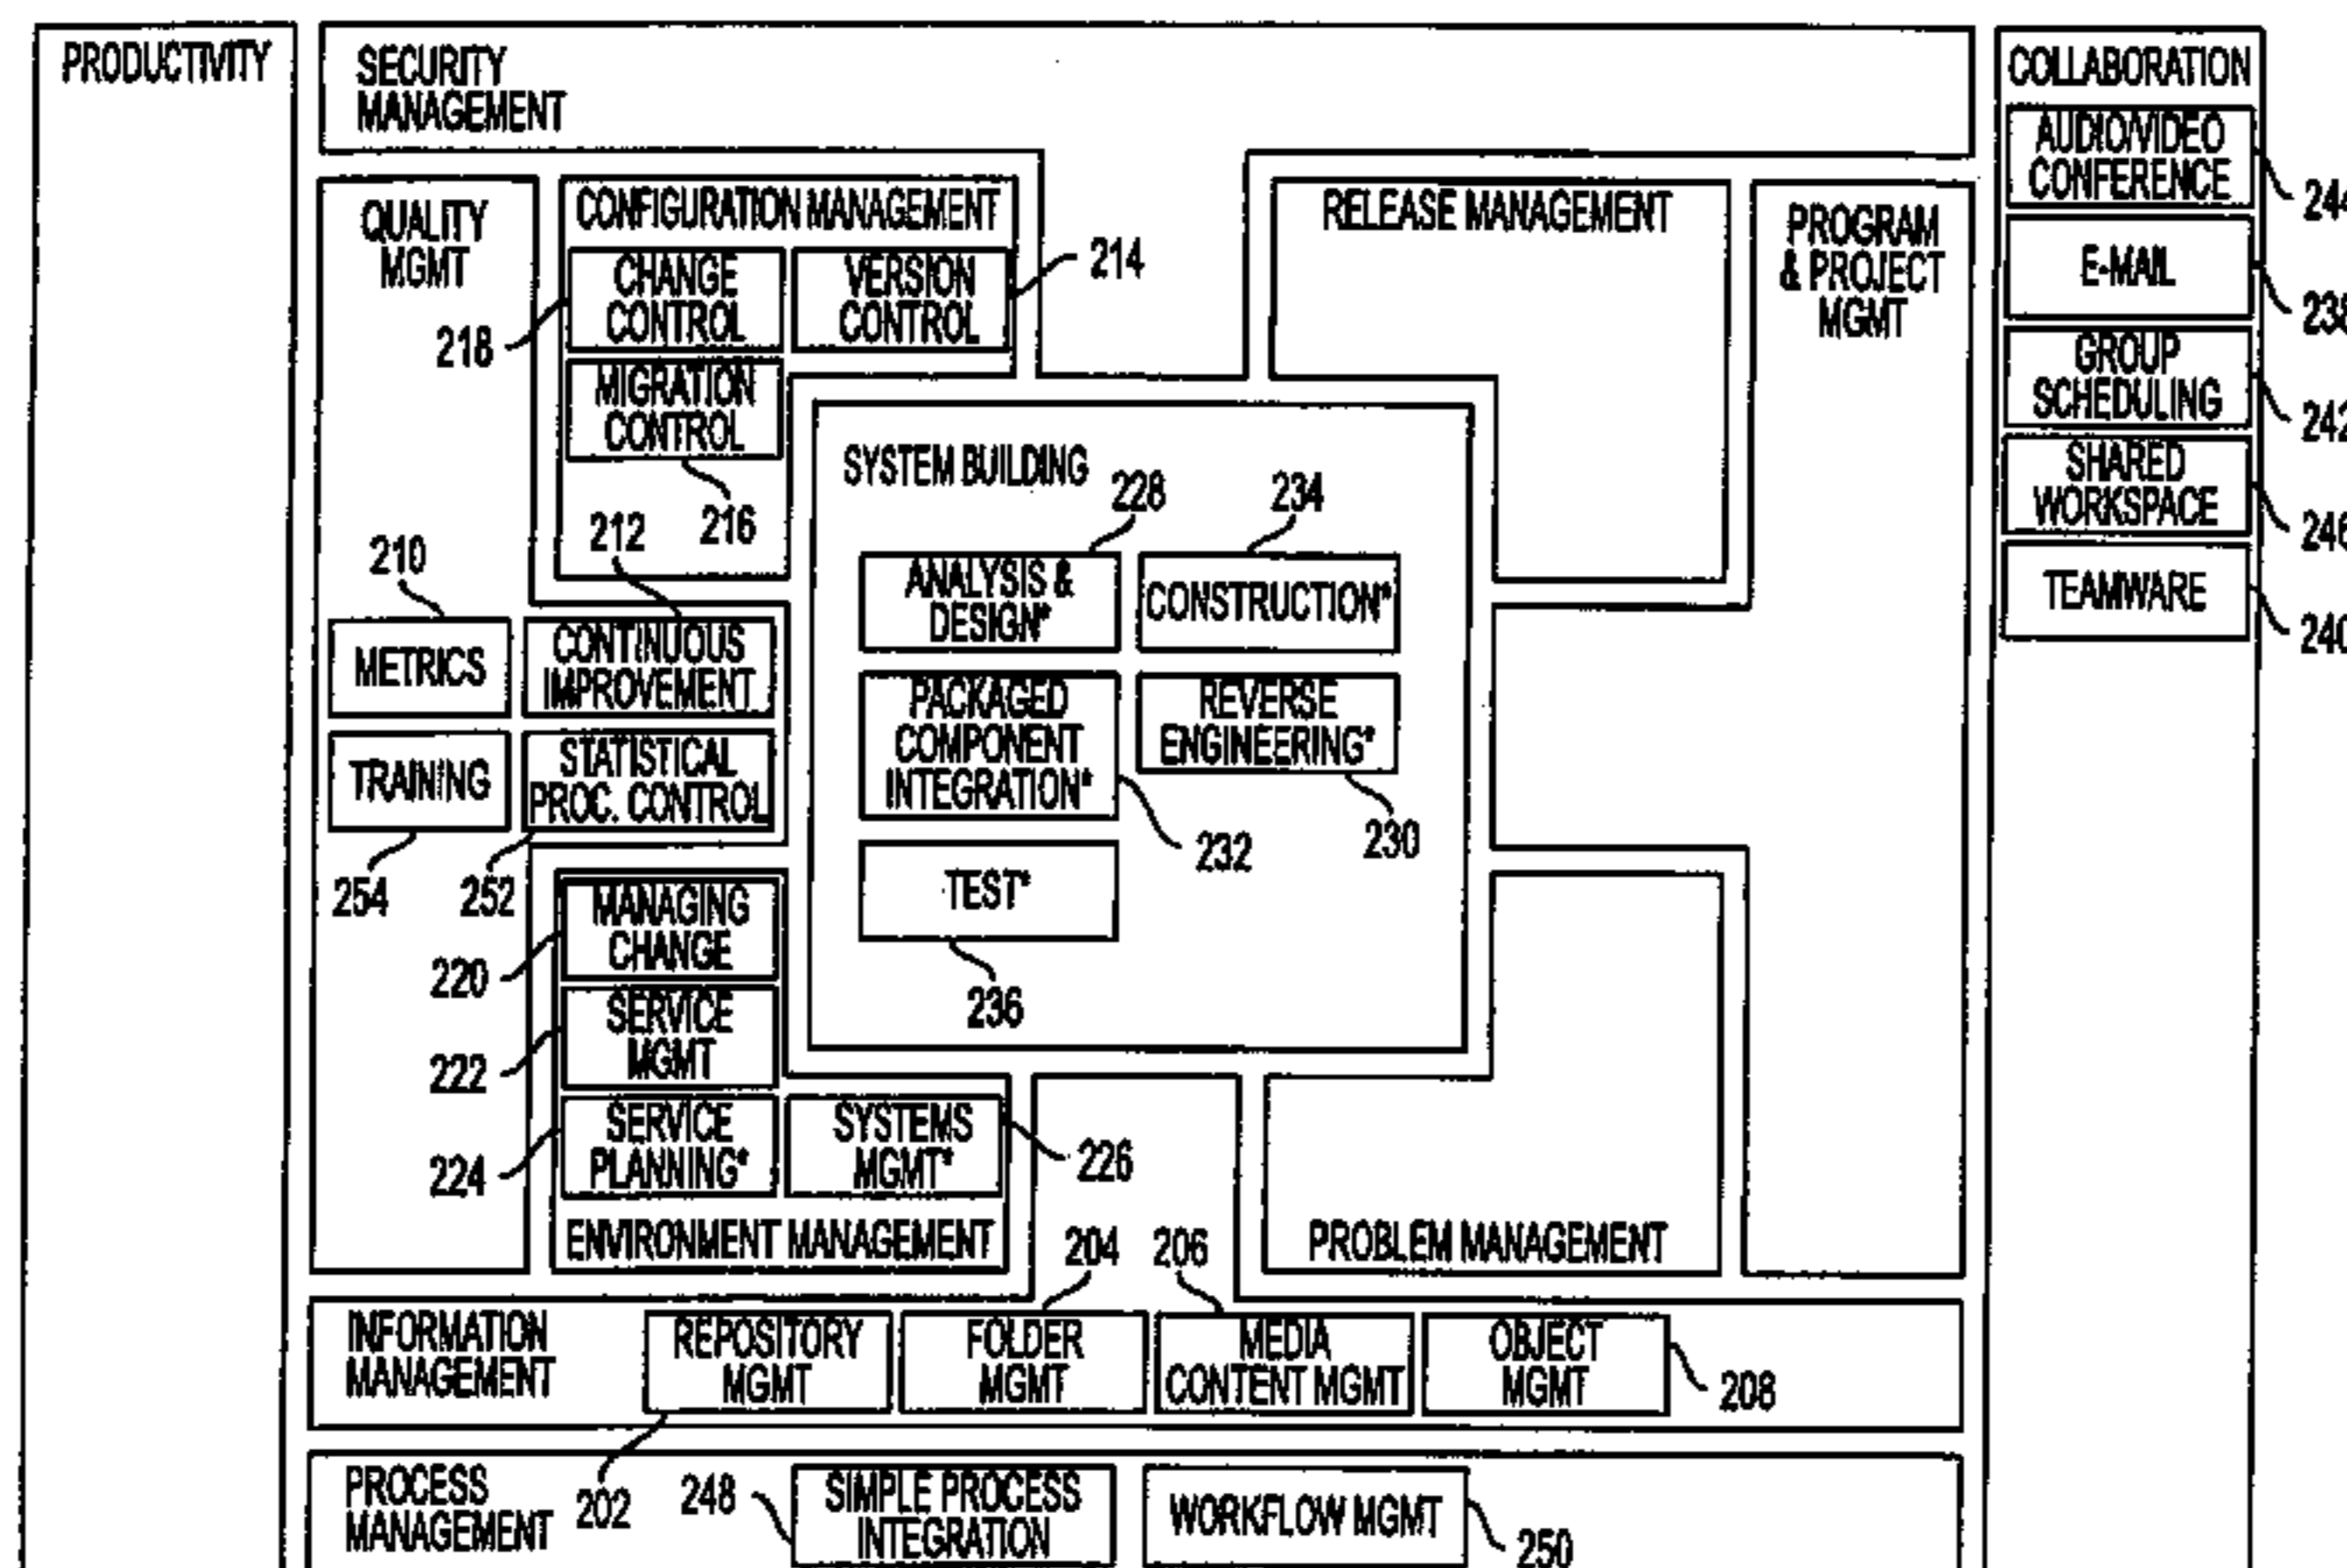 PRODUCTIVITY
SECURITY
MANAGEMENT
COLLABORATION
AUDIO/VIDEO
CONFERENCE
244
E-MAIL
238
GROUP
SCHEDULING
242
SHARED
WORKSPACE
246
TEAMWARE
240
QUALITY
MGMT
CONFIGURATION MANAGEMENT
CHANGE
CONTROL
218
VERSION
CONTROL
214
MIGRATION
CONTROL
216
RELEASE MANAGEMENT
PROGRAM
& PROJECT
MGMT
SYSTEM BUILDING
228
ANALYSIS &
DESIGN*
234
CONSTRUCTION*
PACKAGED
COMPONENT
INTEGRATION*
232
REVERSE
ENGINEERING*
230
TEST*
236
210
METRICS
212
CONTINUOUS
IMPROVEMENT
TRAINING
254
STATISTICAL
PROC. CONTROL
252
MANAGING
CHANGE
220
SERVICE
MGMT
222
SERVICE
PLANNING*
224
SYSTEMS
MGMT*
226
ENVIRONMENT MANAGEMENT
PROBLEM MANAGEMENT
INFORMATION
MANAGEMENT
REPOSITORY
MGMT
202
204
FOLDER
MGMT
206
MEDIA
CONTENT MGMT
OBJECT
MGMT
208
PROCESS
MANAGEMENT
248
SIMPLE PROCESS
INTEGRATION
WORKFLOW MGMT
250